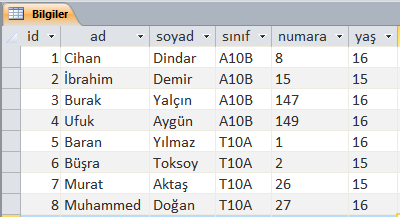 Bilgiler
id ad soyad sınıf numara yaş
1 Cihan Dindar A10B 8 16
2 İbrahim Demir A10B 15 15
3 Burak Yalçın A10B 147 16
4 Ufuk Aygün A10B 149 16
5 Baran Yılmaz T10A 1 16
6 Büşra Toksoy T10A 2 15
7 Murat Aktaş T10A 26 15
8 Muhammed Doğan T10A 27 16